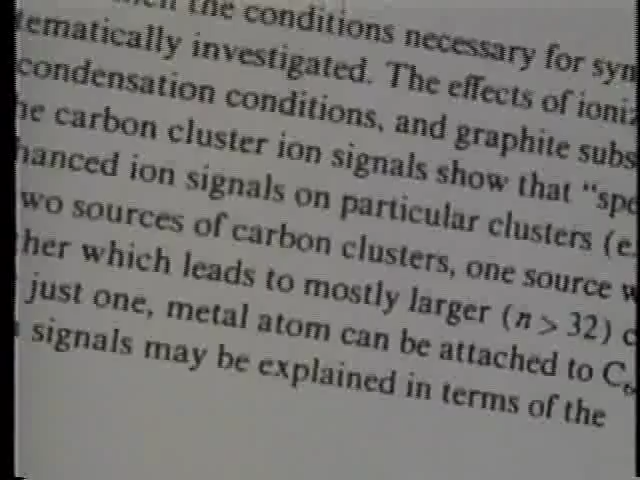 the conditions necessary for syn
ematically investigated. The effects of ioniz
condensation conditions, and graphite subs
he carbon cluster ion signals show that "spe
hanced ion signals on particular clusters (e.
wo sources of carbon clusters, one source w
her which leads to mostly larger (n > 32) c
just one, metal atom can be attached to C
signals may be explained in terms of the